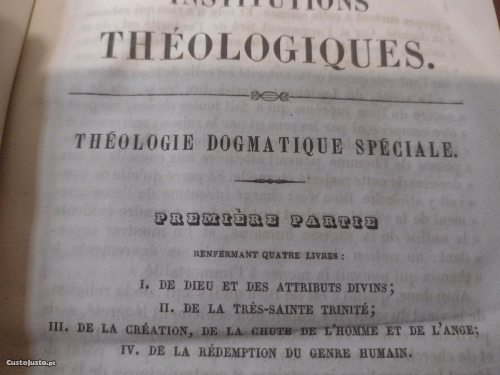 INSTITUTIONS
THÉOLOGIQUES.
THÉOLOGIE DOGMATIQUE SPÉCIALE.
PREMIÈRE PARTIE
RENFERMANT QUATRE LIVRES :
I. DE DIEU ET DES ATTRIBUTS DIVINS;
II. DE LA TRÈS-SAINTE TRINITÉ;
III. DE LA CRÉATION, DE LA CHUTE DE L'HOMME ET DE L'ANGE;
IV. DE LA RÉDEMPTION DU GENRE HUMAIN.
CustoJusto.pt